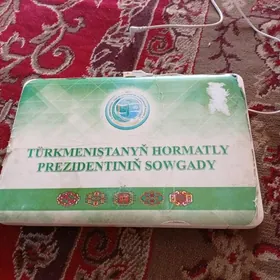 TÜRKMENISTANYŇ HORMATLY
PREZIDENTINIŇ SOWGADY